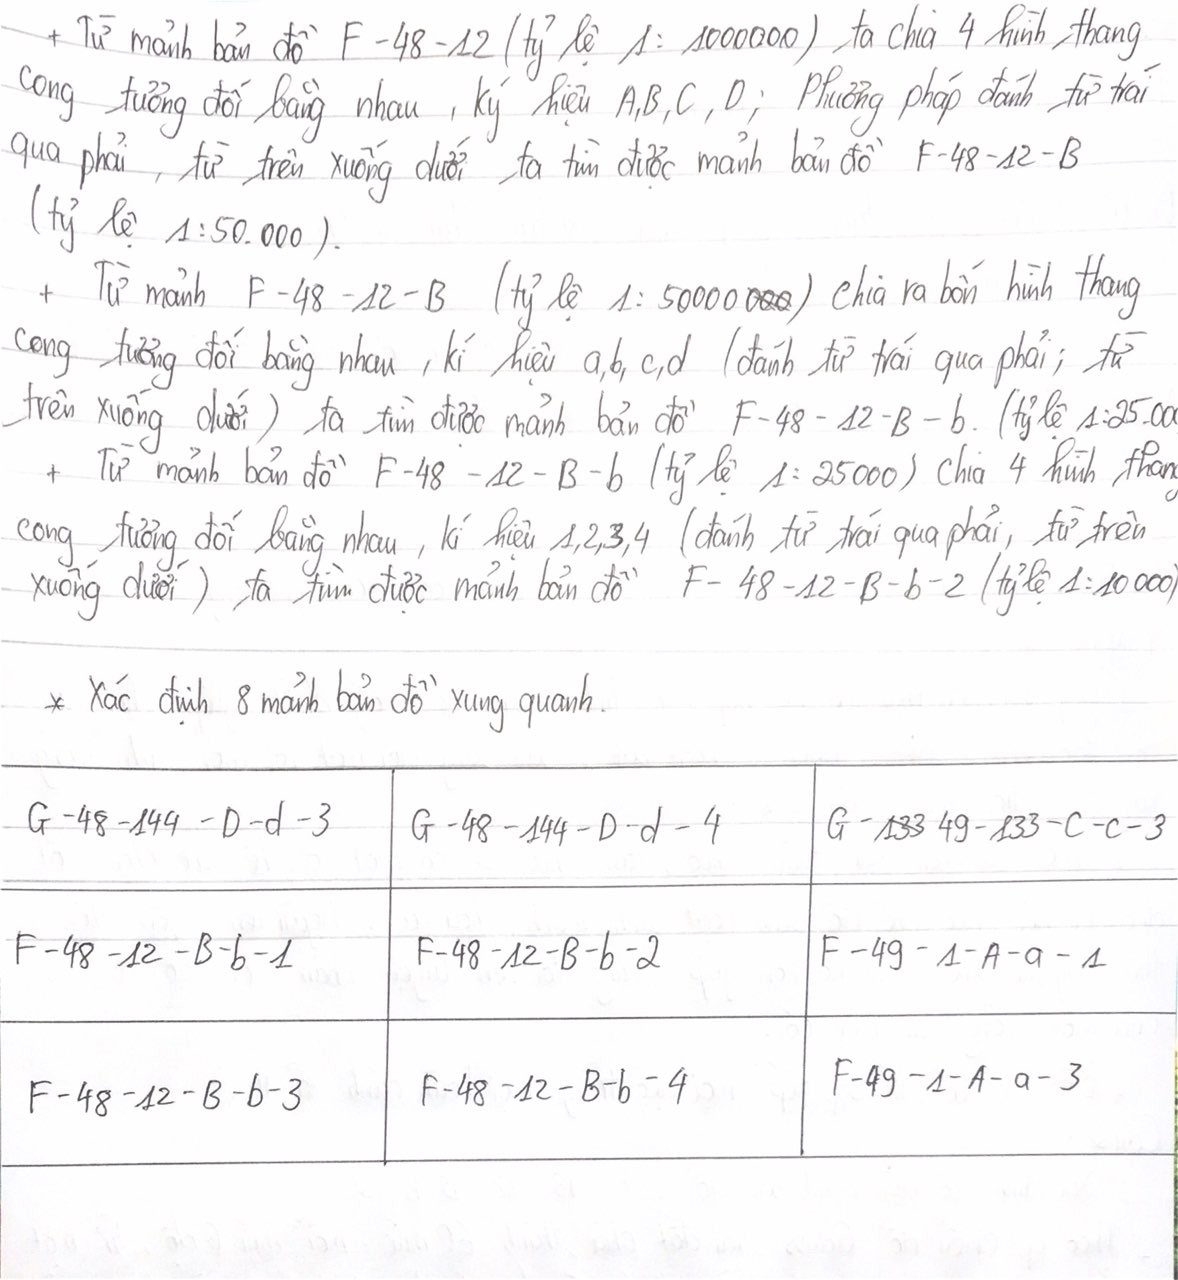 + Từ mảnh bản đồ F-48-12 (tỷ lệ 1: 1000000) ta chia 4 hình thang
cong tương đối bằng nhau, ký hiệu A,B,C,D; Phương pháp đánh từ trái
qua phải, từ trên xuống dưới ta tìm được mảnh bản đồ F-48-12-B
(tỷ lệ 1:50.000).
+ Từ mảnh F-48-12-B (tỷ lệ 1: 50000) chia ra bốn hình thang
cong tương đối bằng nhau, kí hiệu a,b,c,d (đánh từ trái qua phải; từ
trên xuống dưới) ta tìm được mảnh bản đồ F-48-12-B-b. (tỷ lệ 1:25.00
+ Từ mảnh bản đồ F-48-12-B-b (tỷ lệ 1: 25000) chia 4 hình thang
cong tương đối bằng nhau, kí hiệu 1,2,3,4 (đánh từ trái qua phải, từ trên
xuống dưới) ta tìm được mảnh bản đồ F-48-12-B-b-2 (tỷ lệ 1:10000)
* Xác định 8 mảnh bản đồ xung quanh.
G-48-144-D-d-3 G-48-144-D-d-4 G-133 49-133-C-c-3
F-48-12-B-b-1 F-48-12-B-b-2 F-49-1-A-a-1
F-48-12-B-b-3 F-48-12-B-b-4 F-49-1-A-a-3